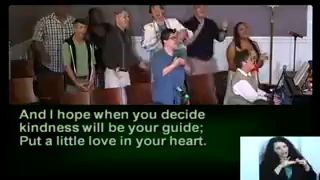 And I hope when you decide
kindness will be your guide;
Put a little love in your heart.